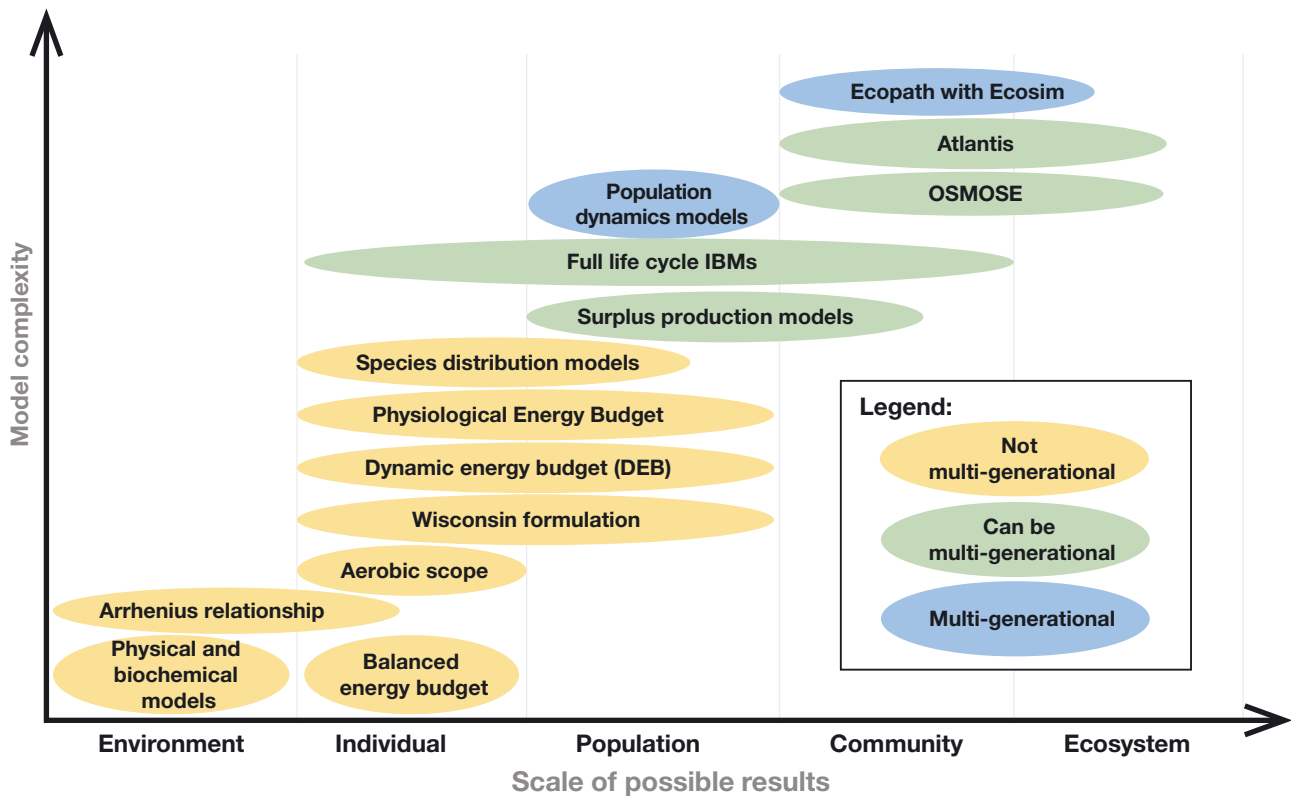 Model complexity
Ecopath with Ecosim
Atlantis
OSMOSE
Population
dynamics models
Full life cycle IBMs
Surplus production models
Species distribution models
Physiological Energy Budget
Dynamic energy budget (DEB)
Wisconsin formulation
Aerobic scope
Arrhenius relationship
Physical and
biochemical
models
Balanced
energy budget
Legend:
Not
multi-generational
Can be
multi-generational
Multi-generational
Environment
Individual
Population
Community
Ecosystem
Scale of possible results